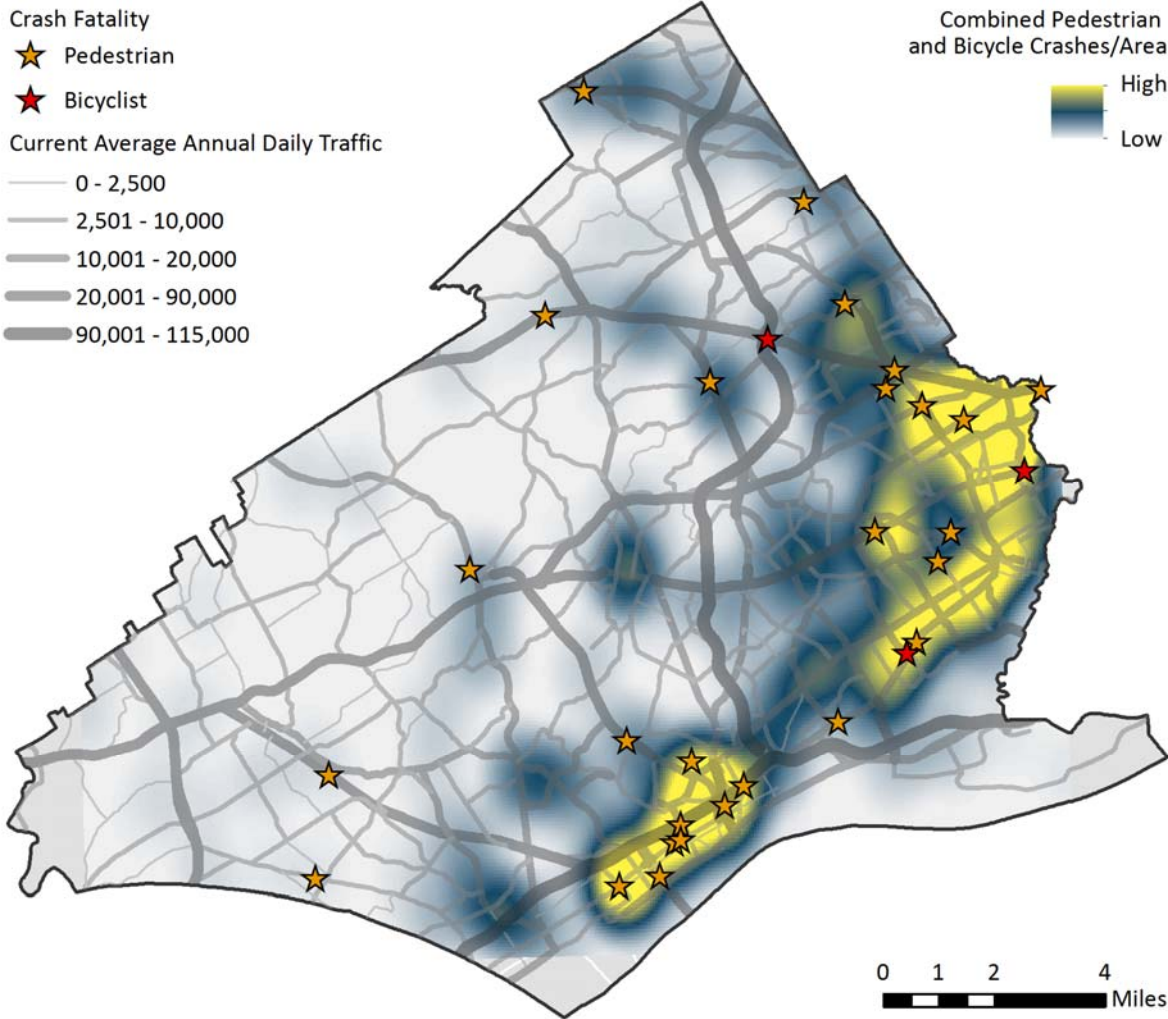 Crash Fatality
Pedestrian
Bicyclist
Current Average Annual Daily Traffic
0 - 2,500
2,501 - 10,000
10,001 - 20,000
20,001 - 90,000
90,001 - 115,000
Combined Pedestrian
and Bicycle Crashes/Area
High
Low
0 1 2 4
Miles